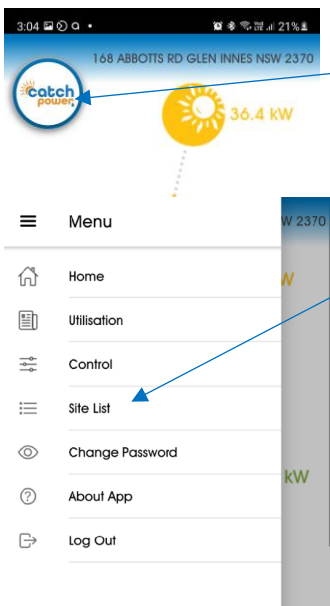 3:04 21%
168 ABBOTTS RD GLEN INNES NSW 2370
catch
power
36.4 kW
Menu
W 2370
Home
W
Utilisation
Control
Site List
Change Password
kW
About App
Log Out